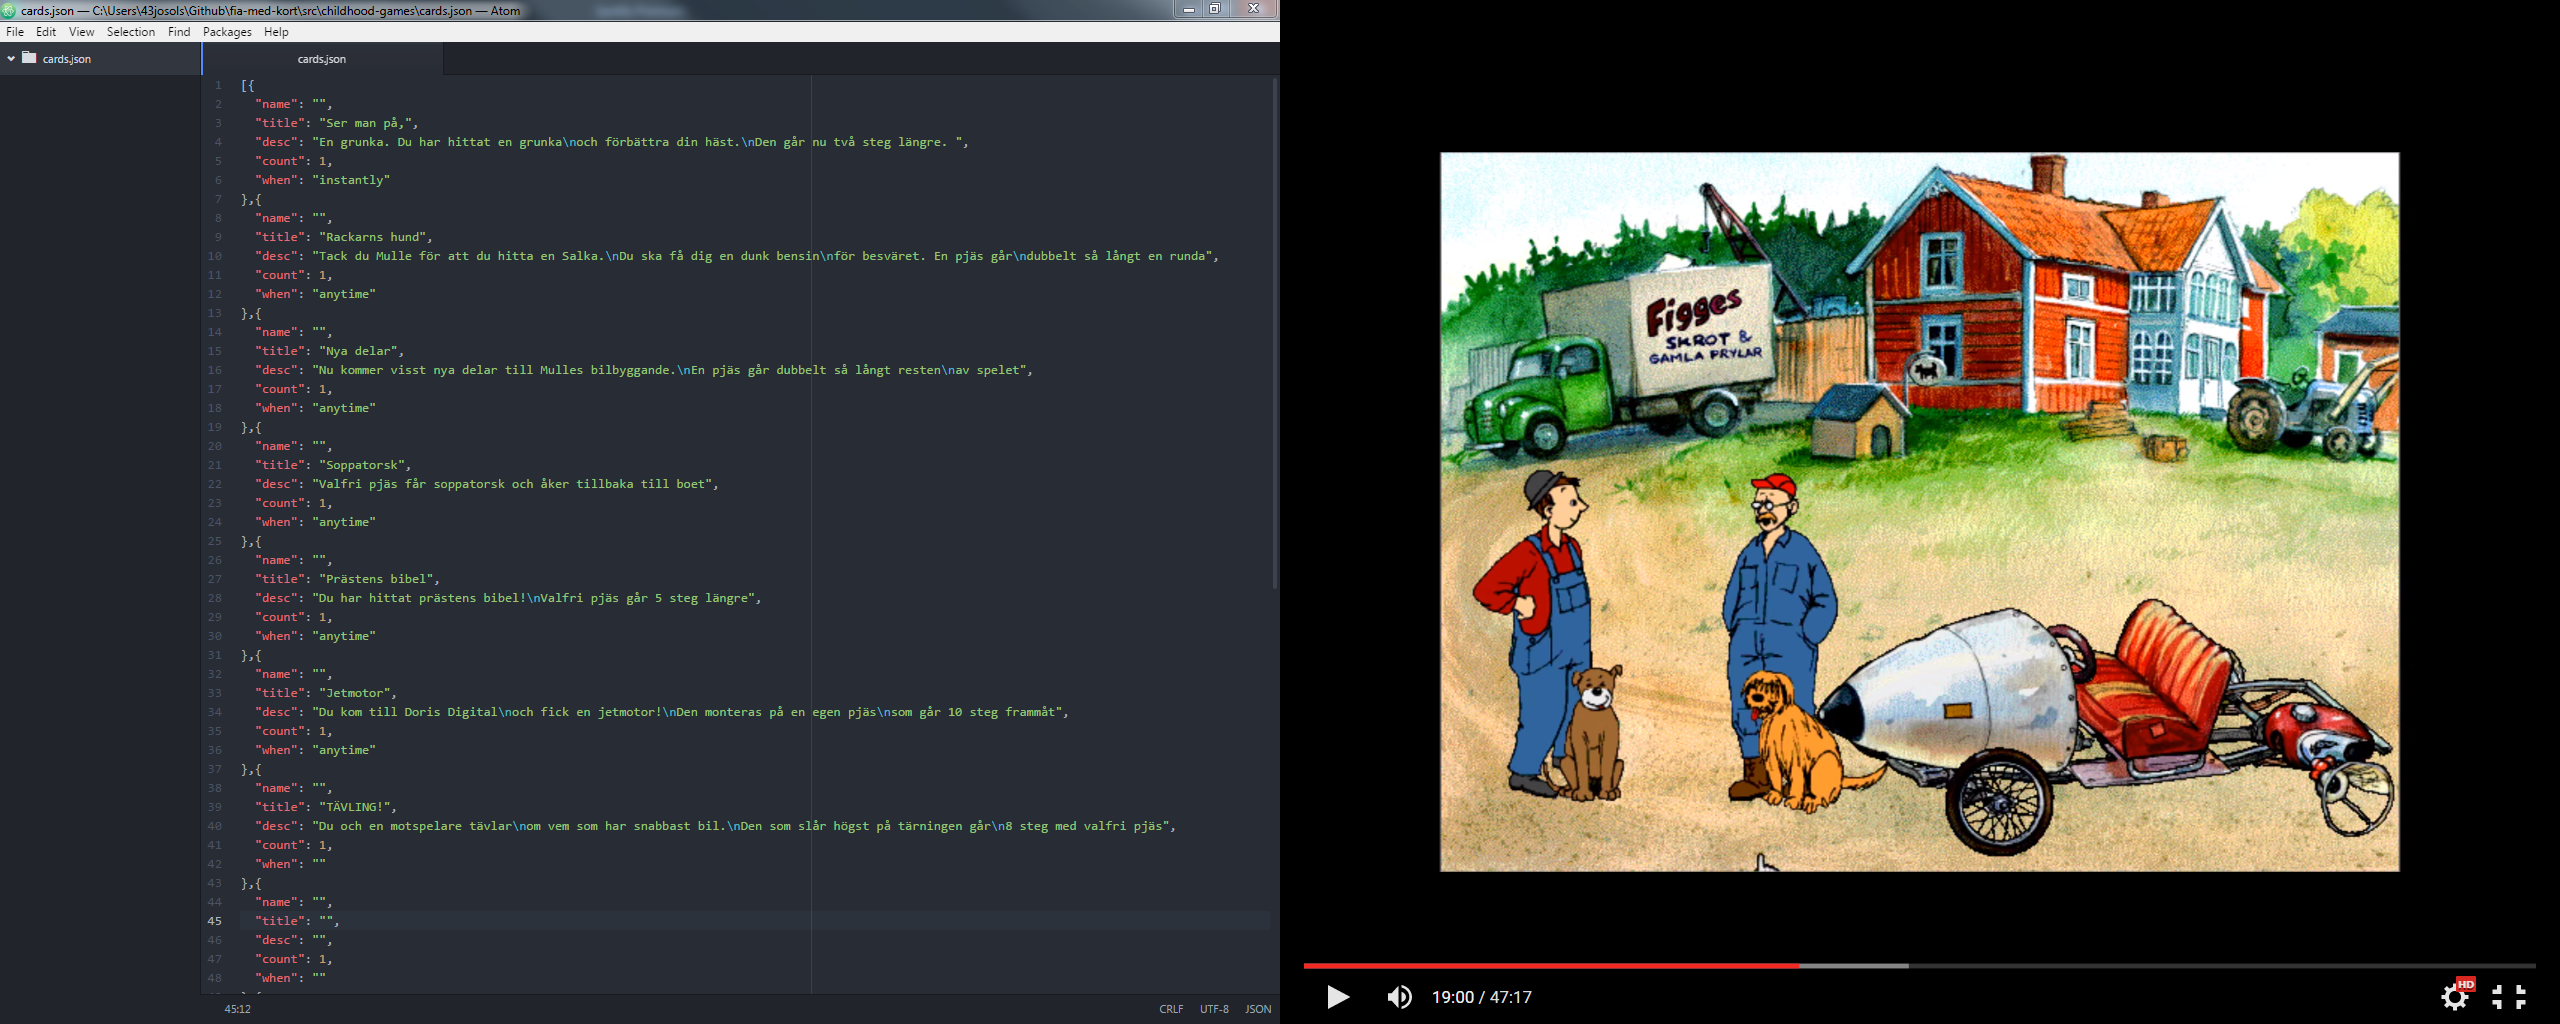 cards.json — C:\Users\43josols\Github\fia-med-kort\src\childhood-games\cards.json — Atom
File Edit View Selection Find Packages Help
cards.json
cards.json
1 [{
2 "name": "",
3 "title": "Ser man på,",
4 "desc": "En grunka. Du har hittat en grunka\noch förbättra din häst.\nDen går nu två steg längre. ",
5 "count": 1,
6 "when": "instantly"
7 },{
8 "name": "",
9 "title": "Rackarns hund",
10 "desc": "Tack du Mulle för att du hitta en Salka.\nDu ska få dig en dunk bensin\nför besväret. En pjäs går\ndubbelt så långt en runda",
11 "count": 1,
12 "when": "anytime"
13 },{
14 "name": "",
15 "title": "Nya delar",
16 "desc": "Nu kommer visst nya delar till Mulles bilbyggande.\nEn pjäs går dubbelt så långt resten\nav spelet",
17 "count": 1,
18 "when": "anytime"
19 },{
20 "name": "",
21 "title": "Soppatorsk",
22 "desc": "Valfri pjäs får soppatorsk och åker tillbaka till boet",
23 "count": 1,
24 "when": "anytime"
25 },{
26 "name": "",
27 "title": "Prästens bibel",
28 "desc": "Du har hittat prästens bibel!\nValfri pjäs går 5 steg längre",
29 "count": 1,
30 "when": "anytime"
31 },{
32 "name": "",
33 "title": "Jetmotor",
34 "desc": "Du kom till Doris Digital\noch fick en jetmotor!\nDen monteras på en egen pjäs\nsom går 10 steg frammåt",
35 "count": 1,
36 "when": "anytime"
37 },{
38 "name": "",
39 "title": "TÄVLING!",
40 "desc": "Du och en motspelare tävlar\nom vem som har snabbast bil.\nDen som slår högst på tärningen går\n8 steg med valfri pjäs",
41 "count": 1,
42 "when": ""
43 },{
44 "name": "",
45 "title": "",
46 "desc": "",
47 "count": 1,
48 "when": ""
45:12
CRLF UTF-8 JSON
Figges
SKROT &
GAMLA PRYLAR
19:00 / 47:17
HD